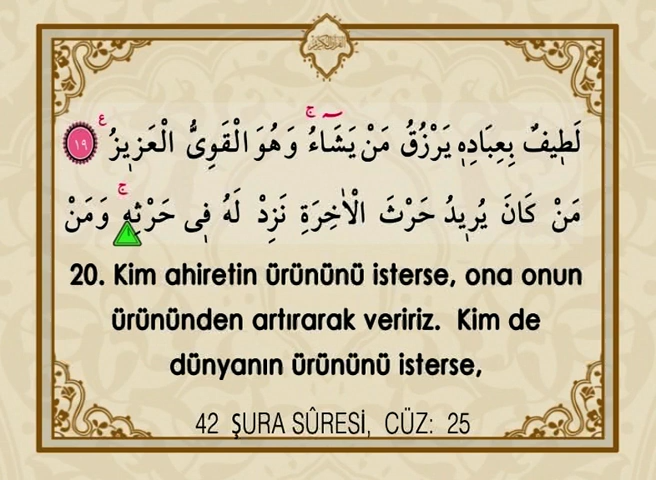 لَطِيفٌ بِعِبَادِهِ يَرْزُقُ مَنْ يَشَاءُ ۚ وَهُوَ الْقَوِىُّ الْعَزِيزُ ع ١٩
مَنْ كَانَ يُرِيدُ حَرْثَ الْاٰخِرَةِ نَزِدْ لَهُ فِى حَرْثِهِ ۚ وَمَنْ
20. Kim ahiretin ürününü isterse, ona onun
ürününden artırarak veririz. Kim de
dünyanın ürününü isterse,
42 ŞURA SÛRESİ, CÜZ: 25